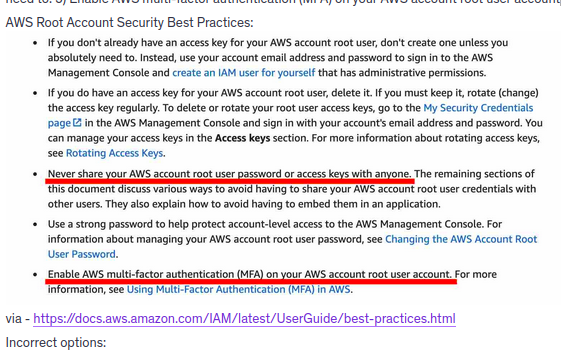 need to. 3) Enable AWS multi-factor authentication (MFA) on your AWS account root user account,
AWS Root Account Security Best Practices:
• If you don't already have an access key for your AWS account root user, don't create one unless you
absolutely need to. Instead, use your account email address and password to sign in to the AWS
Management Console and create an IAM user for yourself that has administrative permissions.
• If you do have an access key for your AWS account root user, delete it. If you must keep it, rotate (change)
the access key regularly. To delete or rotate your root user access keys, go to the My Security Credentials
page in the AWS Management Console and sign in with your account's email address and password. You
can manage your access keys in the Access keys section. For more information about rotating access keys,
see Rotating Access Keys.
• Never share your AWS account root user password or access keys with anyone. The remaining sections of
this document discuss various ways to avoid having to share your AWS account root user credentials with
other users. They also explain how to avoid having to embed them in an application.
• Use a strong password to help protect account-level access to the AWS Management Console. For
information about managing your AWS account root user password, see Changing the AWS Account Root
User Password.
• Enable AWS multi-factor authentication (MFA) on your AWS account root user account. For more
information, see Using Multi-Factor Authentication (MFA) in AWS.
via - https://docs.aws.amazon.com/IAM/latest/UserGuide/best-practices.html
Incorrect options: